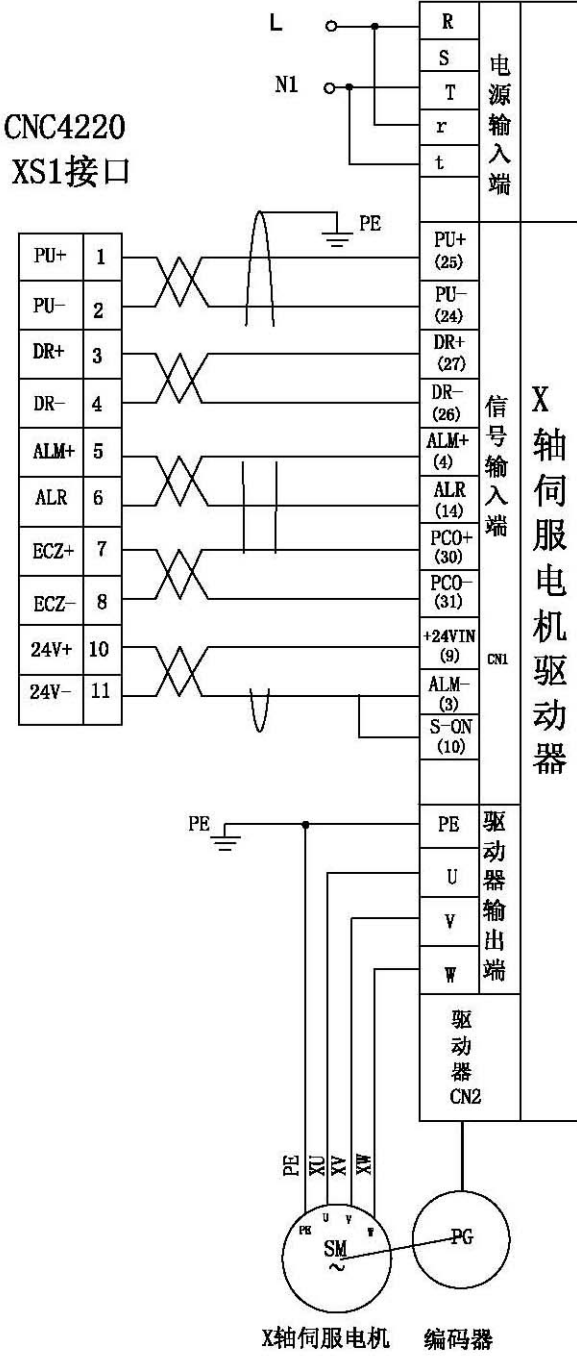 L
N1
CNC4220
XS1接口
R
S
T
r
t
电源输入端
PE
PU+ 1
PU- 2
DR+ 3
DR- 4
ALM+ 5
ALR 6
ECZ+ 7
ECZ- 8
24V+ 10
24V- 11
PU+
(25)
PU-
(24)
DR+
(27)
DR-
(26)
ALM+
(4)
ALR
(14)
PCO+
(30)
PCO-
(31)
+24VIN
(9)
ALM-
(3)
S-ON
(10)
信号输入端
CN1
X轴伺服电机驱动器
PE
PE
U
V
W
驱动器输出端
驱动器
CN2
PE
XU
XV
XW
PE
U
V
W
SM
~
PG
X轴伺服电机
编码器